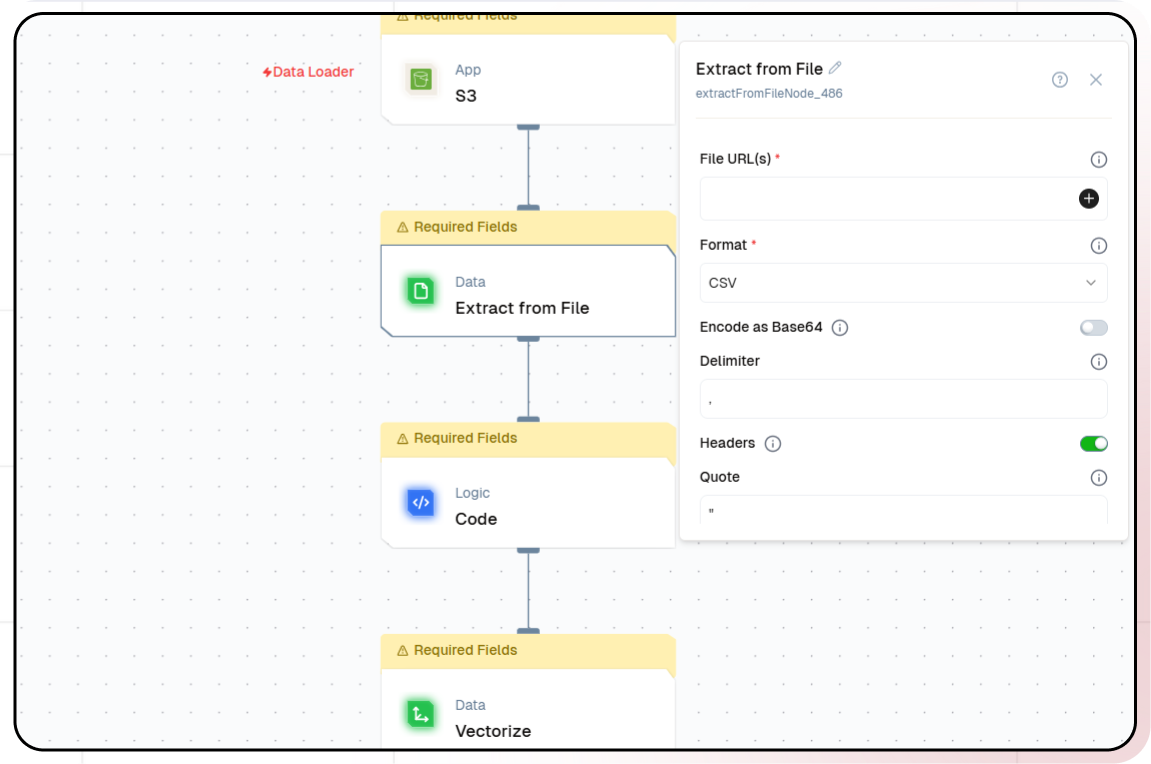 Required Fields
Data Loader
App
S3
Required Fields
Data
Extract from File
Required Fields
Logic
Code
Required Fields
Data
Vectorize
Extract from File
extractFromFileNode_486
File URL(s) *
Format *
CSV
Encode as Base64
Delimiter
,
Headers
Quote
"